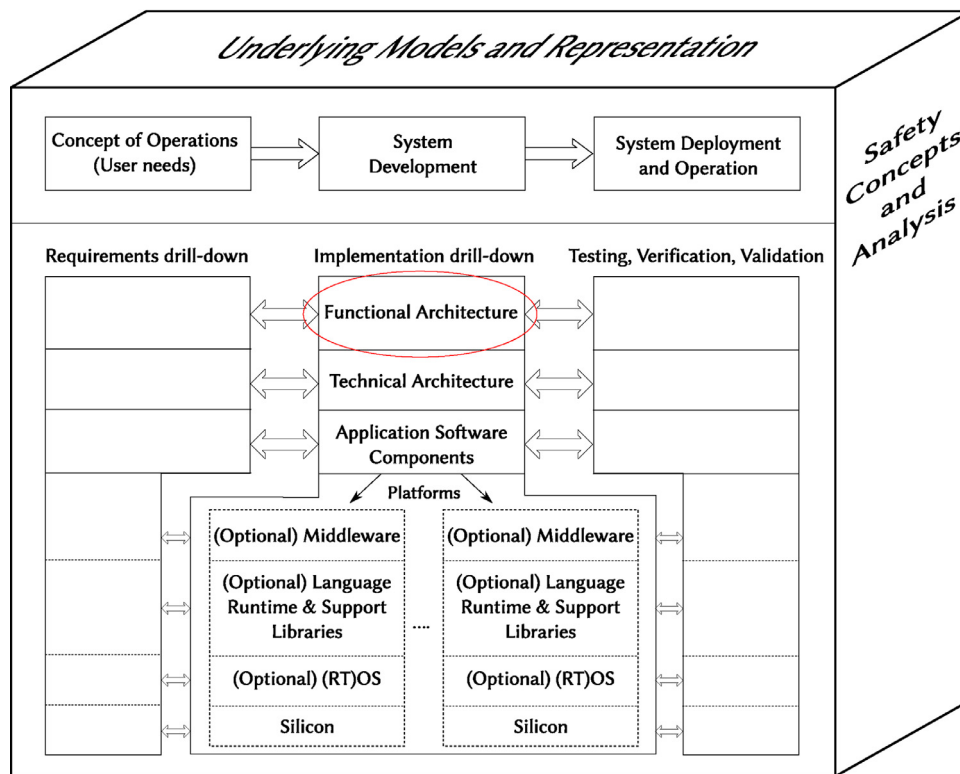 Underlying Models and Representation
Concept of Operations
(User needs)
System
Development
System Deployment
and Operation
Safety
Concepts
and
Analysis
Requirements drill-down
Implementation drill-down
Testing, Verification, Validation
Functional Architecture
Technical Architecture
Application Software
Components
Platforms
(Optional) Middleware
(Optional) Language
Runtime & Support
Libraries
(Optional) (RT)OS
Silicon
....
(Optional) Middleware
(Optional) Language
Runtime & Support
Libraries
(Optional) (RT)OS
Silicon